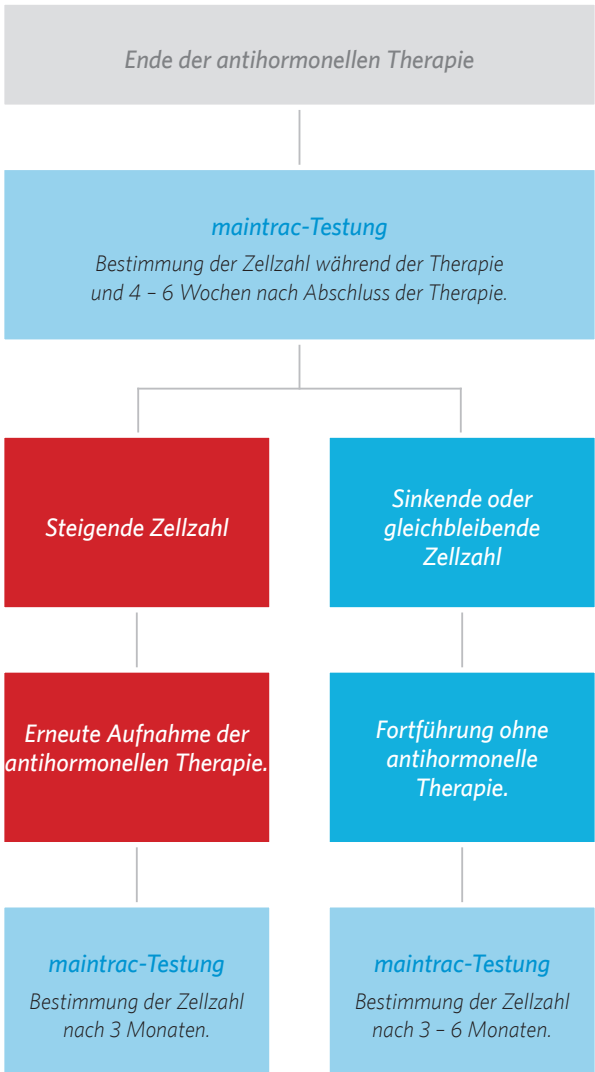 Ende der antihormonellen Therapie
maintrac-Testung
Bestimmung der Zellzahl während der Therapie
und 4 – 6 Wochen nach Abschluss der Therapie.
Steigende Zellzahl
Sinkende oder
gleichbleibende
Zellzahl
Erneute Aufnahme der
antihormonellen Therapie.
Fortführung ohne
antihormonelle
Therapie.
maintrac-Testung
Bestimmung der Zellzahl
nach 3 Monaten.
maintrac-Testung
Bestimmung der Zellzahl
nach 3 – 6 Monaten.